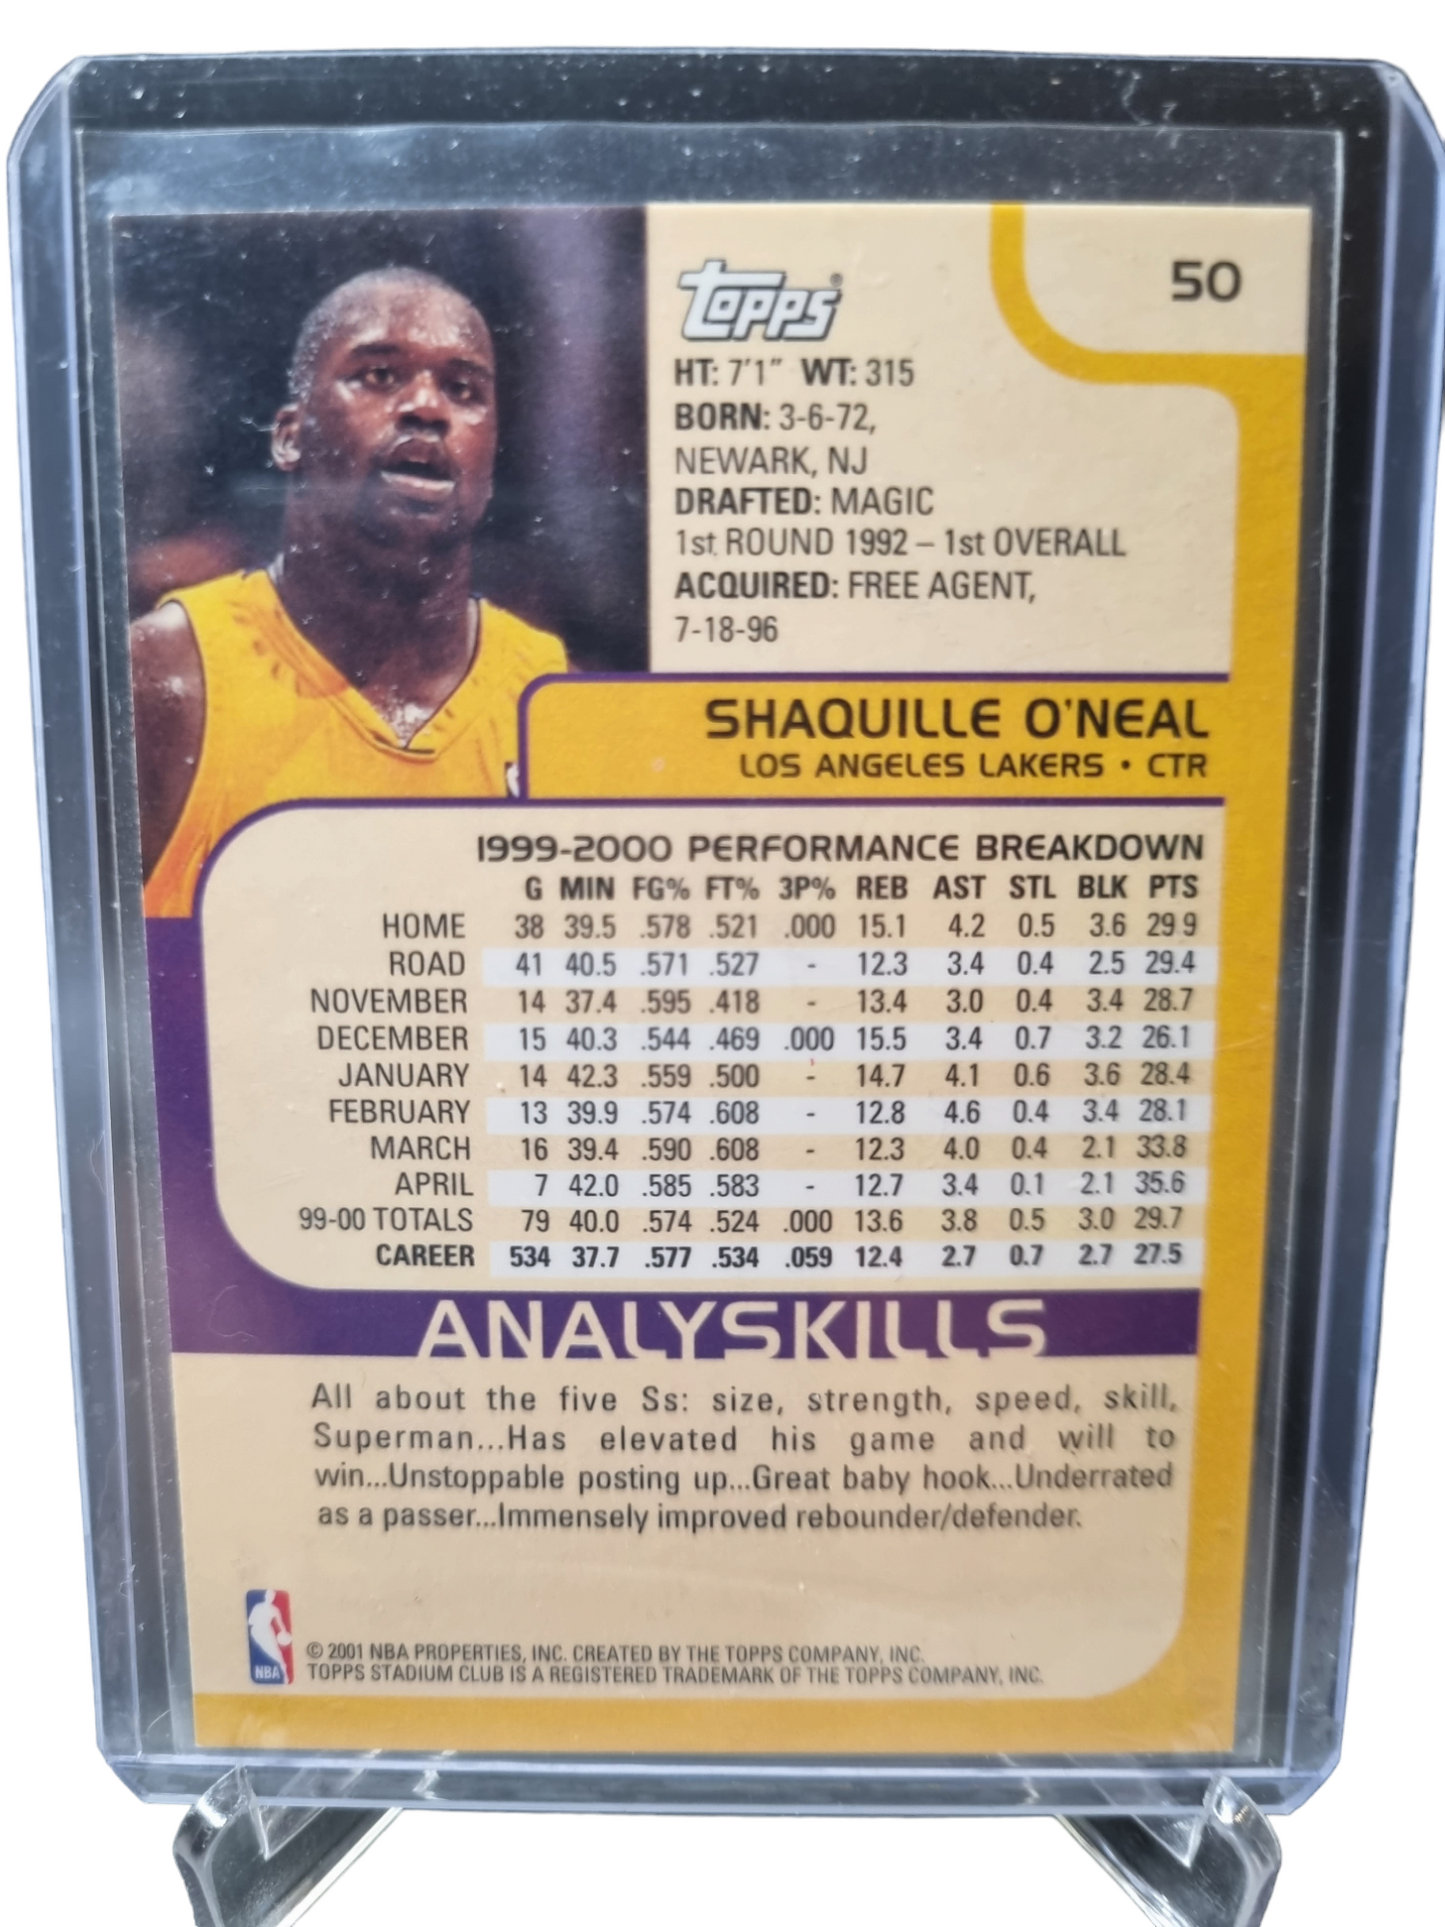 Topps®
50
HT: 7'1" WT: 315
BORN: 3-6-72,
NEWARK, NJ
DRAFTED: MAGIC
1st ROUND 1992 – 1st OVERALL
ACQUIRED: FREE AGENT,
7-18-96
SHAQUILLE O'NEAL
LOS ANGELES LAKERS • CTR
1999-2000 PERFORMANCE BREAKDOWN
G MIN FG% FT% 3P% REB AST STL BLK PTS
HOME 38 39.5 .578 .521 .000 15.1 4.2 0.5 3.6 29.9
ROAD 41 40.5 .571 .527 - 12.3 3.4 0.4 2.5 29.4
NOVEMBER 14 37.4 .595 .418 - 13.4 3.0 0.4 3.4 28.7
DECEMBER 15 40.3 .544 .469 .000 15.5 3.4 0.7 3.2 26.1
JANUARY 14 42.3 .559 .500 - 14.7 4.1 0.6 3.6 28.4
FEBRUARY 13 39.9 .574 .608 - 12.8 4.6 0.4 3.4 28.1
MARCH 16 39.4 .590 .608 - 12.3 4.0 0.4 2.1 33.8
APRIL 7 42.0 .585 .583 - 12.7 3.4 0.1 2.1 35.6
99-00 TOTALS 79 40.0 .574 .524 .000 13.6 3.8 0.5 3.0 29.7
CAREER 534 37.7 .577 .534 .059 12.4 2.7 0.7 2.7 27.5
ANALYSKILLS
All about the five Ss: size, strength, speed, skill,
Superman...Has elevated his game and will to
win...Unstoppable posting up...Great baby hook...Underrated
as a passer...Immensely improved rebounder/defender.
NBA
© 2001 NBA PROPERTIES, INC. CREATED BY THE TOPPS COMPANY, INC.
TOPPS STADIUM CLUB IS A REGISTERED TRADEMARK OF THE TOPPS COMPANY, INC.